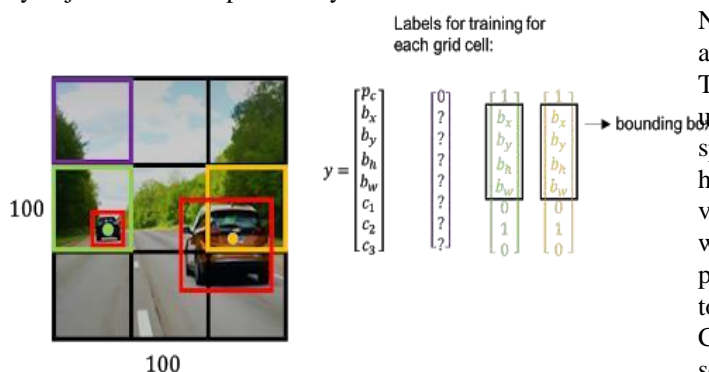 Labels for training for
each grid cell:
y =
p_c
b_x
b_y
b_h
b_w
c_1
c_2
c_3
0
?
?
?
?
?
?
?
1
b_x
b_y
b_h
b_w
0
1
0
1
b_x
b_y
b_h
b_w
0
1
0
bounding box
100
100